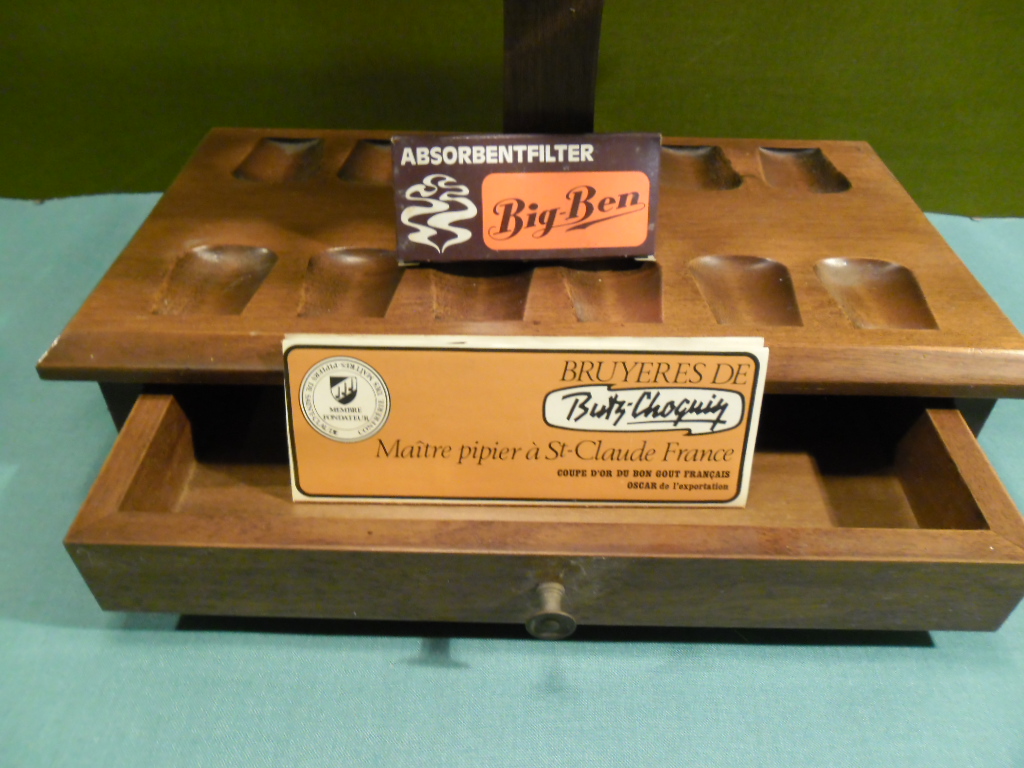 ABSORBENTFILTER
Big-Ben
BRUYERES DE
Butz-Choquin
MEMBRE
FONDATEUR
Maître pipier à St-Claude France
COUPE D'OR DU BON GOUT FRANÇAIS
OSCAR de l'exportation